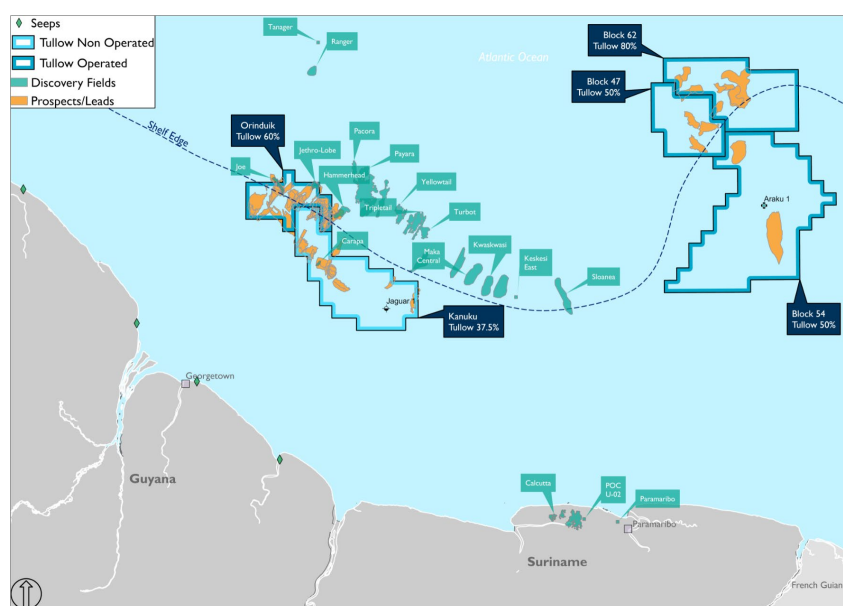 Seeps
Tullow Non Operated
Tullow Operated
Discovery Fields
Prospects/Leads
Tanager
Ranger
Atlantic Ocean
Block 62
Tullow 80%
Block 47
Tullow 50%
Shelf Edge
Orinduik
Tullow 60%
Pacora
Jethro-Lobe
Payara
Joe
Hammerhead
Yellowtail
Tripletail
Turbot
Araku 1
Carapa
Maka
Central
Kwaskwasi
Keskesi
East
Sloanea
Jaguar 1
Kanuku
Tullow 37.5%
Block 54
Tullow 50%
Georgetown
Guyana
Calcutta
POC
U-02
Paramaribo
Paramaribo
Suriname
French Guian